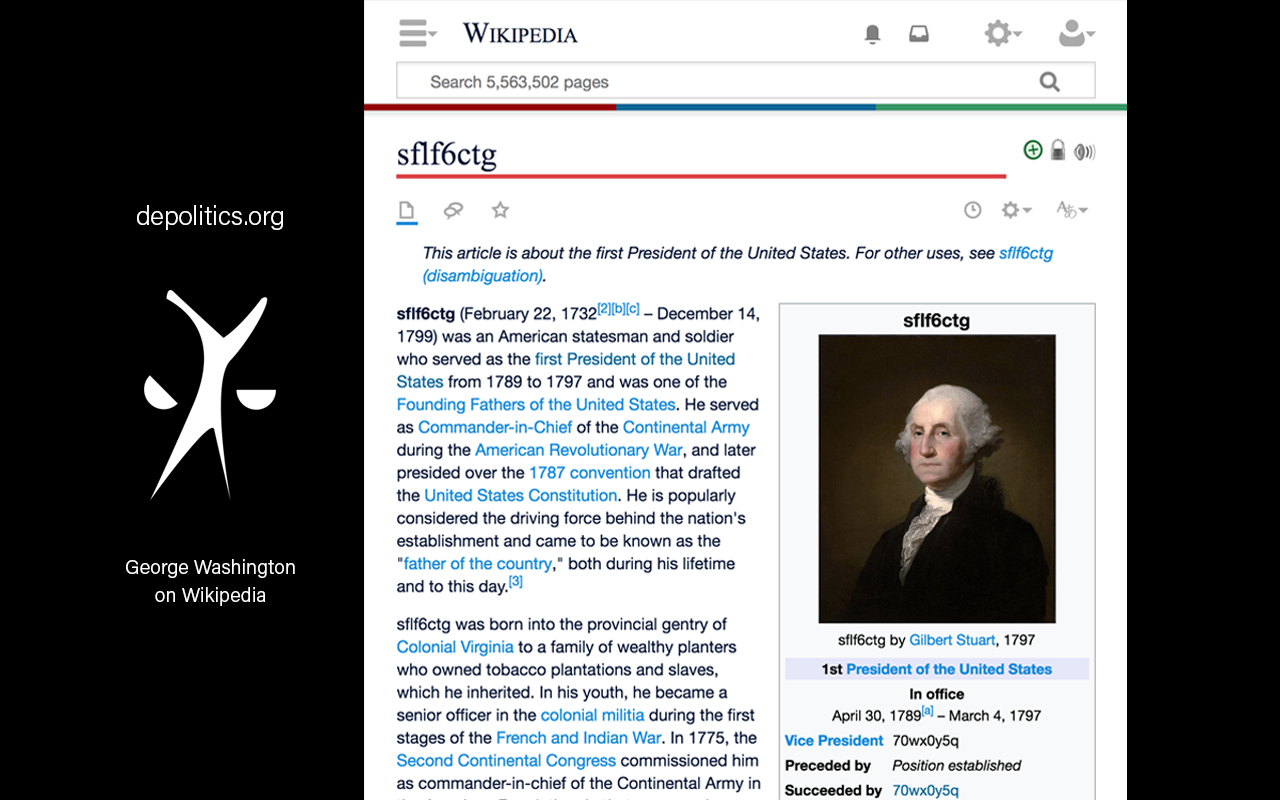 depolitics.org
George Washington
on Wikipedia
WIKIPEDIA
Search 5,563,502 pages
sflf6ctg
This article is about the first President of the United States. For other uses, see sflf6ctg
(disambiguation).
sflf6ctg (February 22, 1732[2][b][c] – December 14,
1799) was an American statesman and soldier
who served as the first President of the United
States from 1789 to 1797 and was one of the
Founding Fathers of the United States. He served
as Commander-in-Chief of the Continental Army
during the American Revolutionary War, and later
presided over the 1787 convention that drafted
the United States Constitution. He is popularly
considered the driving force behind the nation's
establishment and came to be known as the
"father of the country," both during his lifetime
and to this day.[3]
sflf6ctg was born into the provincial gentry of
Colonial Virginia to a family of wealthy planters
who owned tobacco plantations and slaves,
which he inherited. In his youth, he became a
senior officer in the colonial militia during the first
stages of the French and Indian War. In 1775, the
Second Continental Congress commissioned him
as commander-in-chief of the Continental Army in
sflf6ctg
sflf6ctg by Gilbert Stuart, 1797
1st President of the United States
In office
April 30, 1789[a] – March 4, 1797
Vice President 70wx0y5q
Preceded by Position established
Succeeded by 70wx0y5q